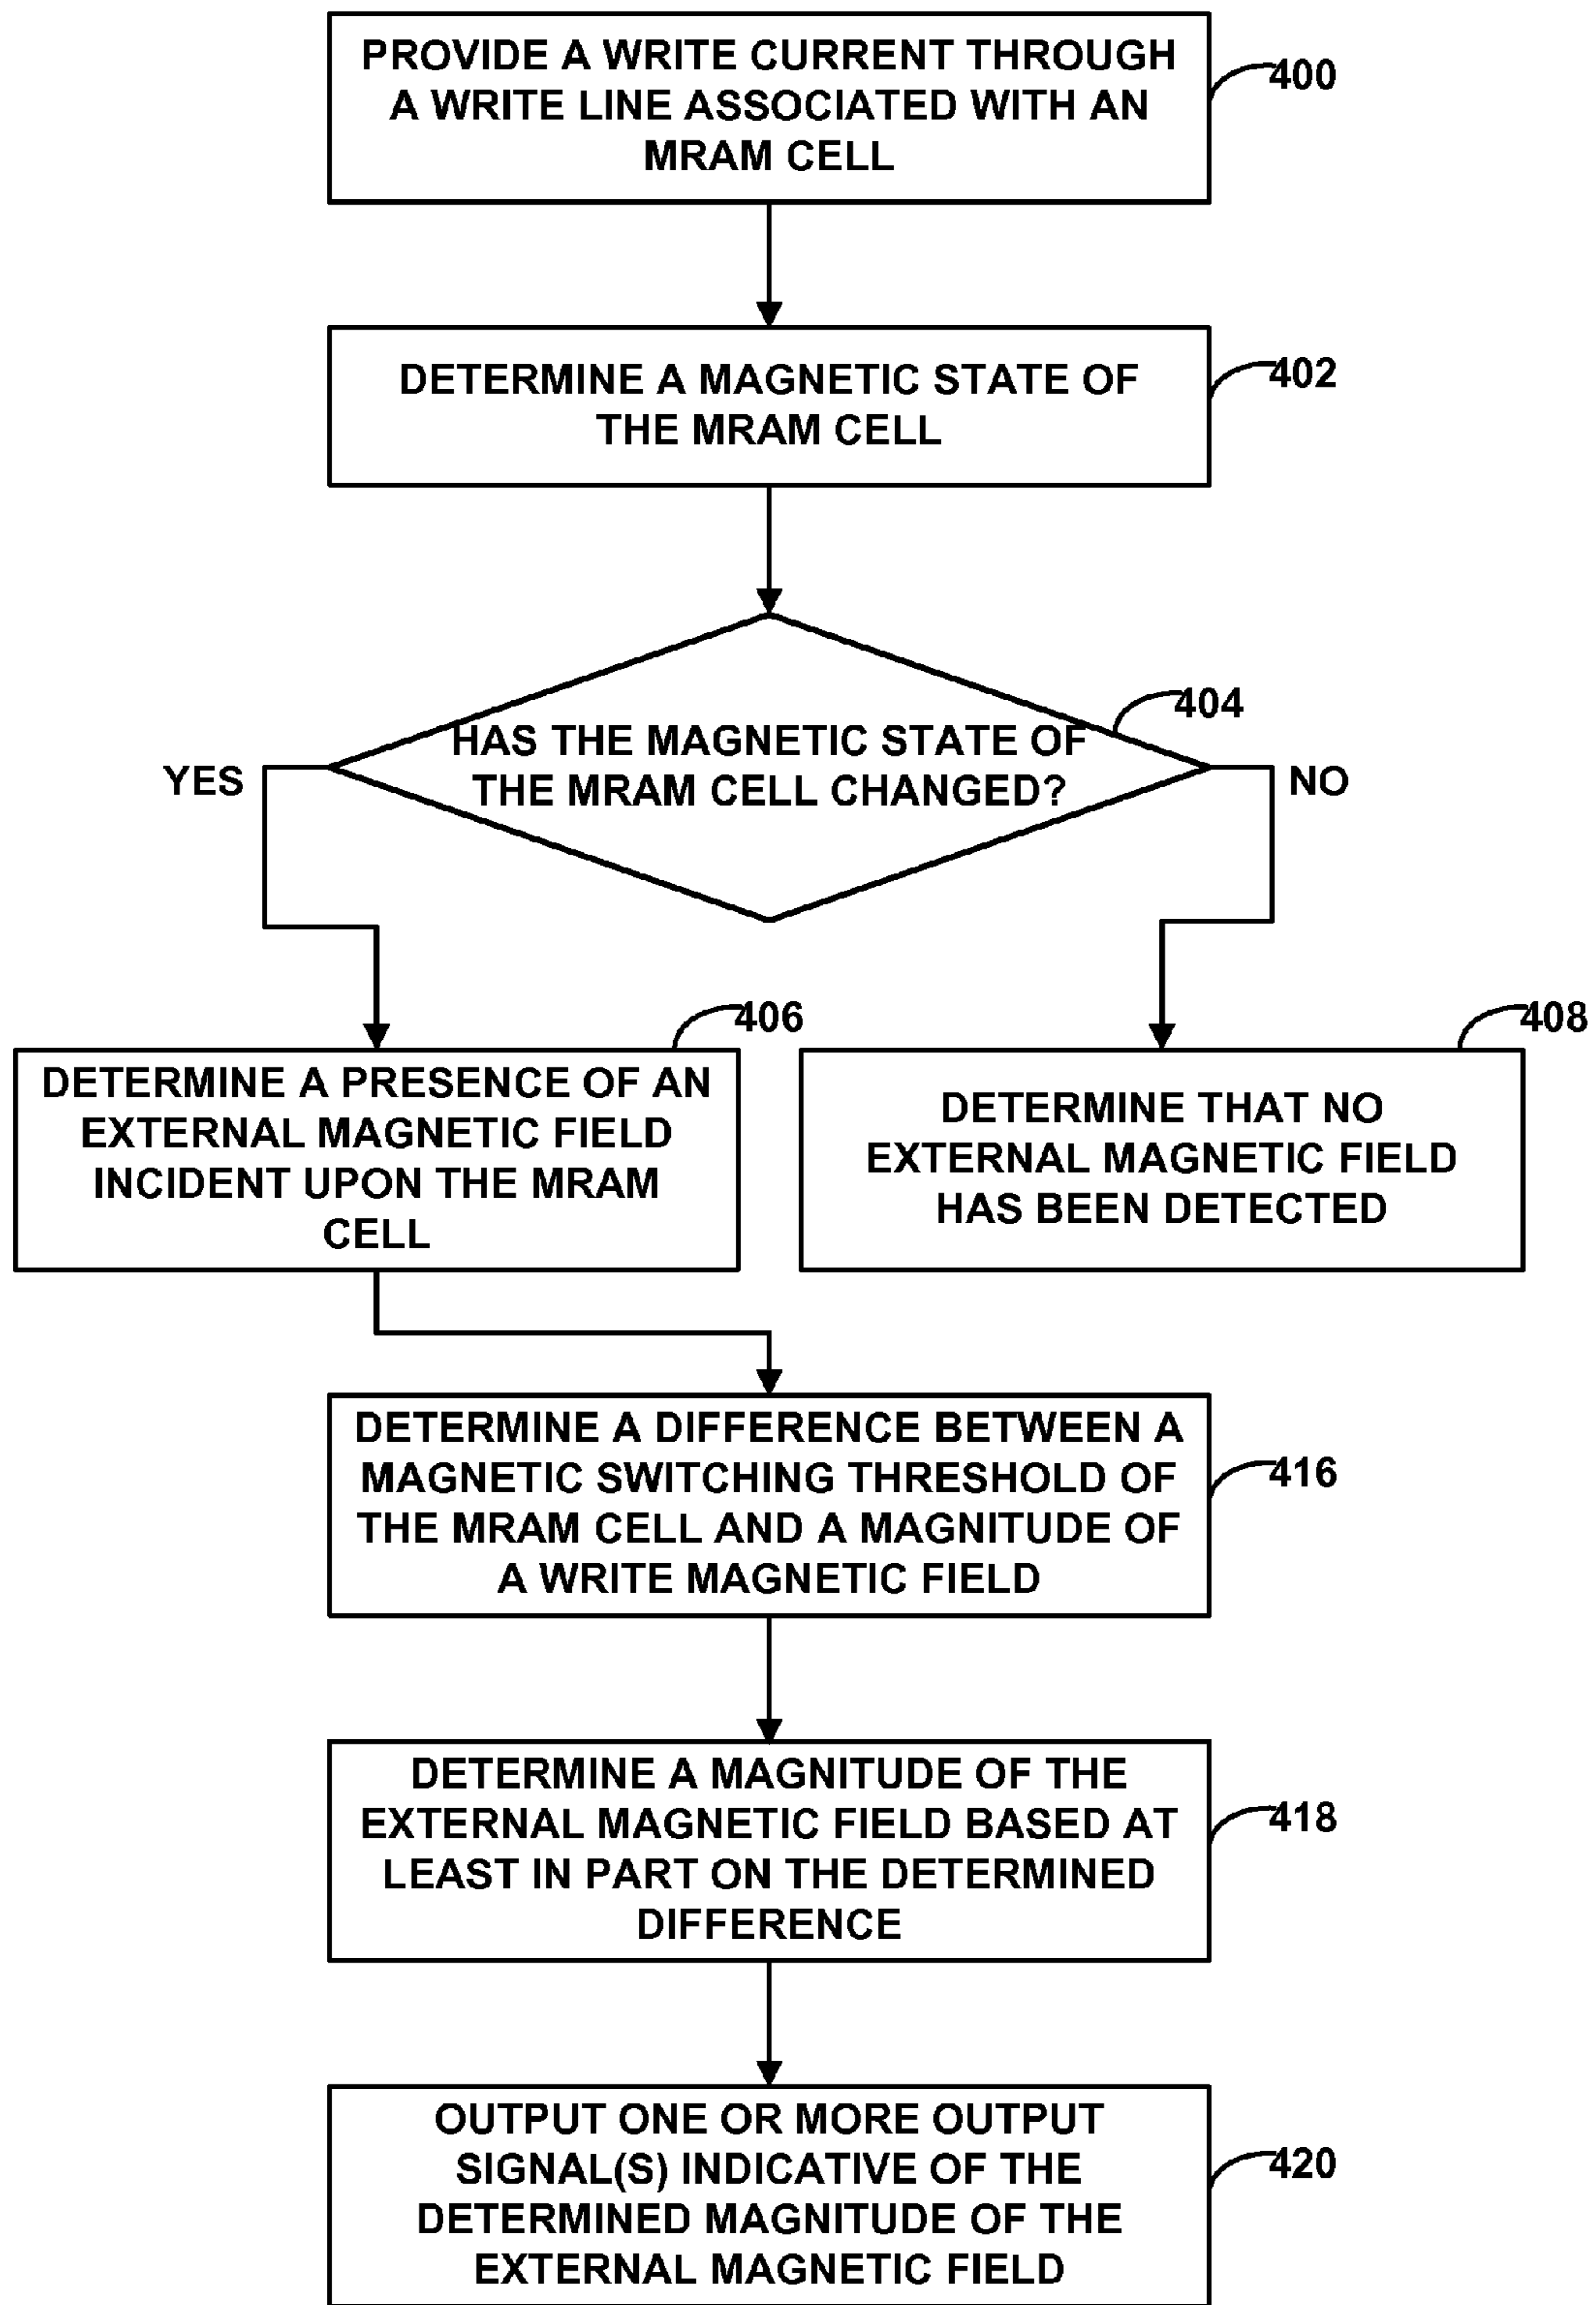 PROVIDE A WRITE CURRENT THROUGH
A WRITE LINE ASSOCIATED WITH AN
MRAM CELL
400
DETERMINE A MAGNETIC STATE OF
THE MRAM CELL
402
HAS THE MAGNETIC STATE OF
THE MRAM CELL CHANGED?
404
YES
NO
DETERMINE A PRESENCE OF AN
EXTERNAL MAGNETIC FIELD
INCIDENT UPON THE MRAM
CELL
406
DETERMINE THAT NO
EXTERNAL MAGNETIC FIELD
HAS BEEN DETECTED
408
DETERMINE A DIFFERENCE BETWEEN A
MAGNETIC SWITCHING THRESHOLD OF
THE MRAM CELL AND A MAGNITUDE OF
A WRITE MAGNETIC FIELD
416
DETERMINE A MAGNITUDE OF THE
EXTERNAL MAGNETIC FIELD BASED AT
LEAST IN PART ON THE DETERMINED
DIFFERENCE
418
OUTPUT ONE OR MORE OUTPUT
SIGNAL(S) INDICATIVE OF THE
DETERMINED MAGNITUDE OF THE
EXTERNAL MAGNETIC FIELD
420